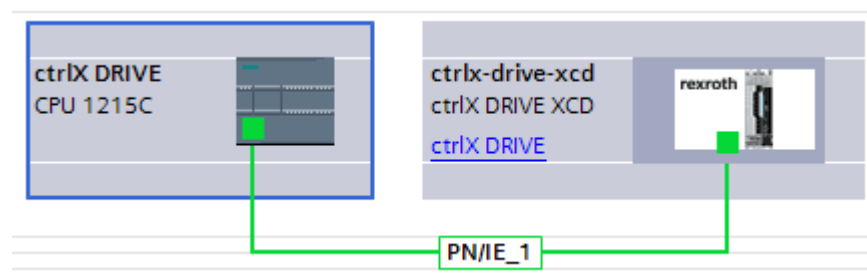 ctrlX DRIVE
CPU 1215C
ctrlx-drive-xcd
ctrlX DRIVE XCD
ctrlX DRIVE
rexroth
PN/IE_1